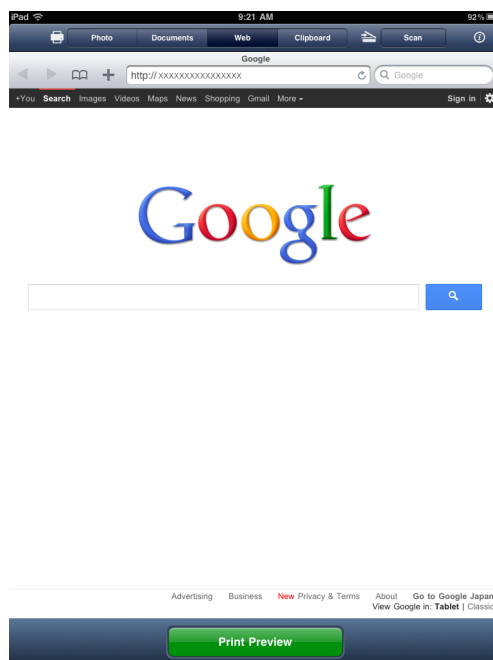 iPad 9:21 AM 92%
Photo Documents Web Clipboard Scan
Google
http://xxxxxxxxxxxxxxx Google
+You Search Images Videos Maps News Shopping Gmail More Sign in
Google
Advertising Business New Privacy & Terms About Go to Google Japan
View Google in: Tablet | Classic
Print Preview